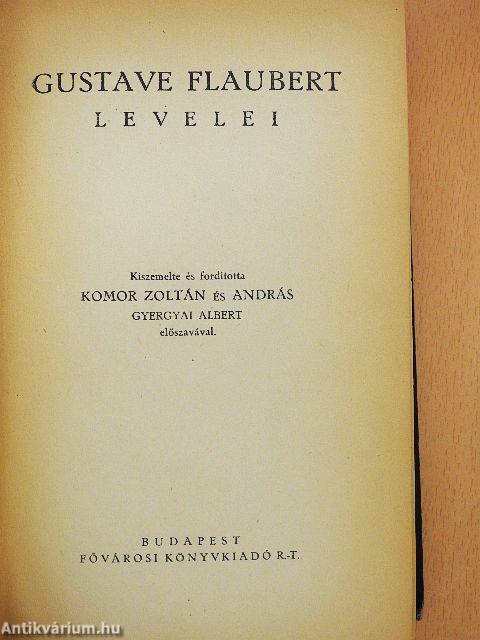 GUSTAVE FLAUBERT
LEVELEI
Kiszemelte és fordította
KOMOR ZOLTÁN ÉS ANDRÁS
GYERGYAI ALBERT
előszavával.
BUDAPEST
FŐVÁROSI KÖNYVKIADÓ R.-T.
Antikvárium.hu